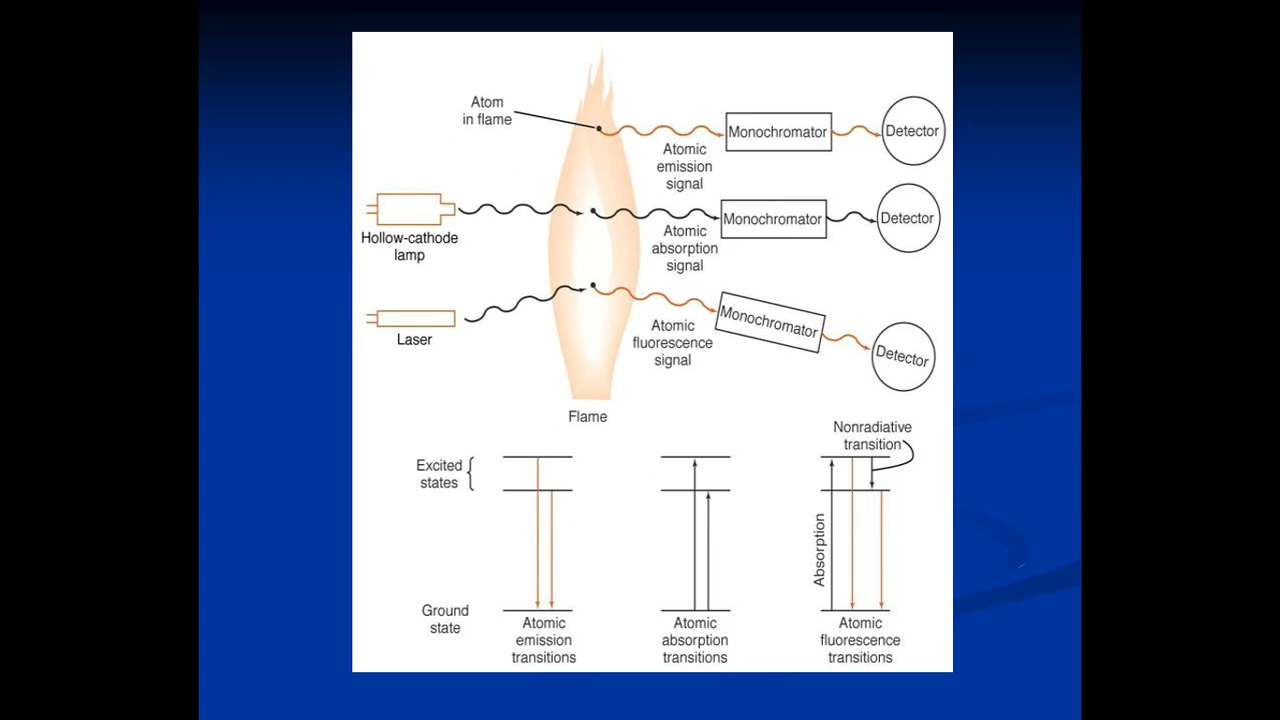 Atom
in flame
Monochromator
Detector
Atomic
emission
signal
Hollow-cathode
lamp
Monochromator
Detector
Atomic
absorption
signal
Laser
Monochromator
Detector
Atomic
fluorescence
signal
Flame
Nonradiative
transition
Excited
states
Absorption
Ground
state
Atomic
emission
transitions
Atomic
absorption
transitions
Atomic
fluorescence
transitions